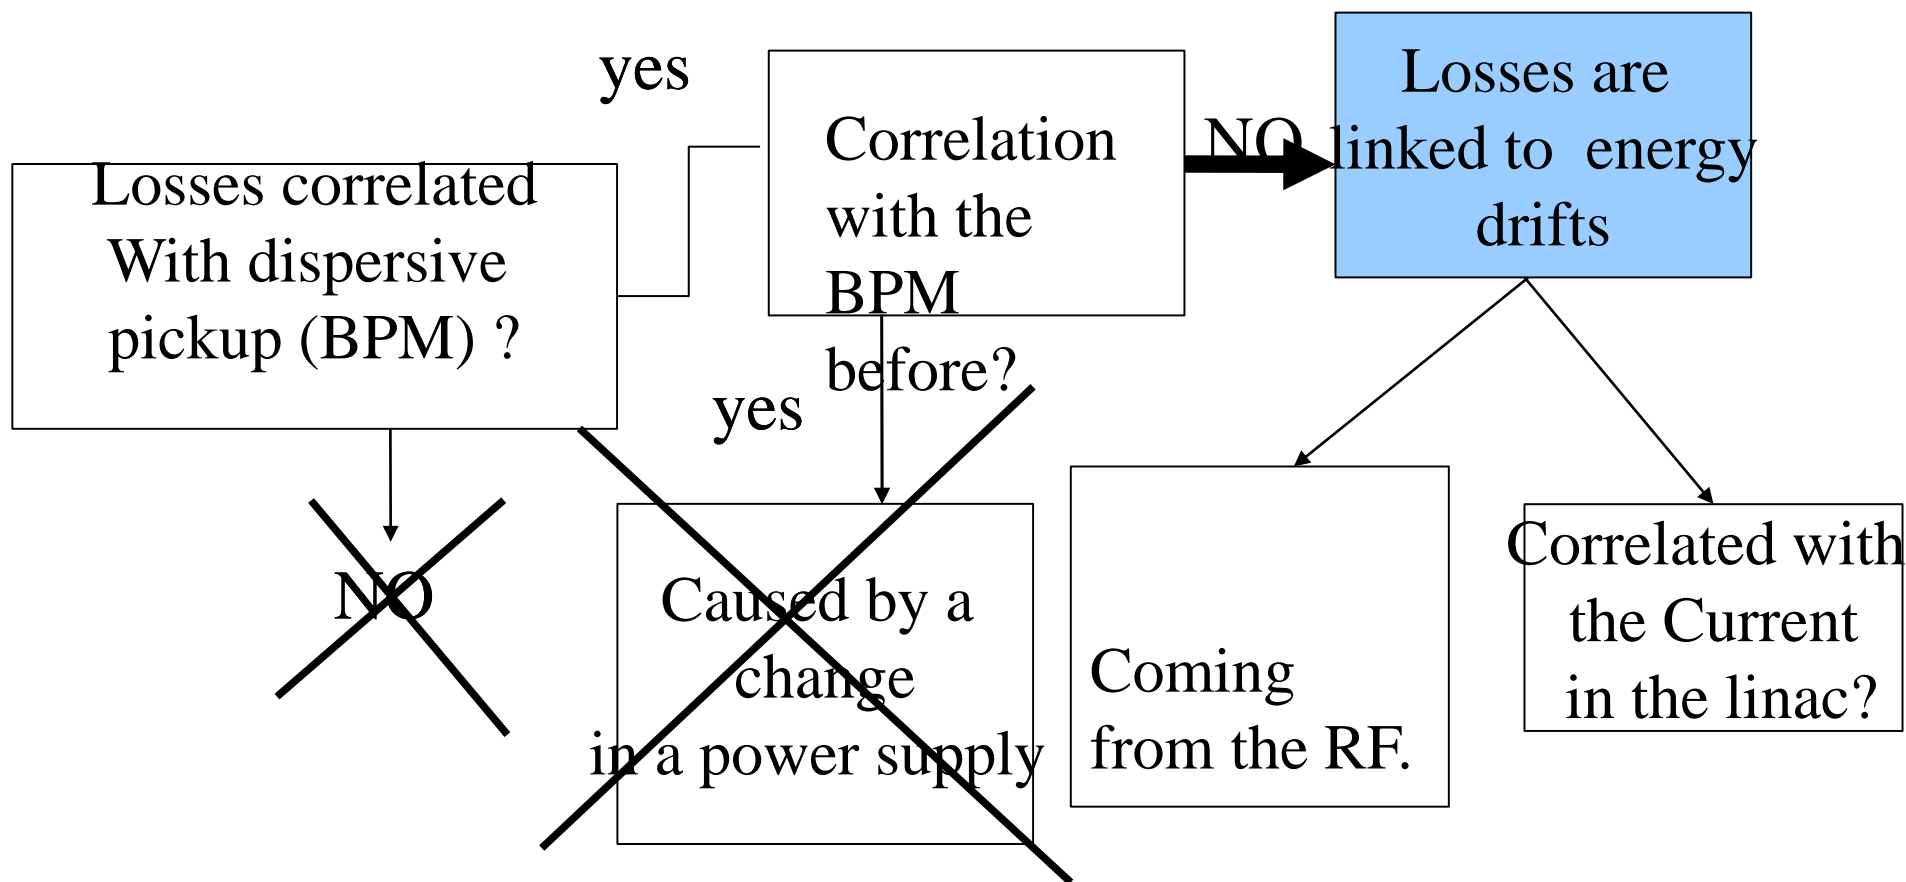 yes
Losses correlated
With dispersive
pickup (BPM) ?
NO
Correlation
with the
BPM
before?
yes
Caused by a
change
in a power supply
NO
Losses are
linked to  energy
drifts
Coming
from the RF.
Correlated with
the Current
in the linac?